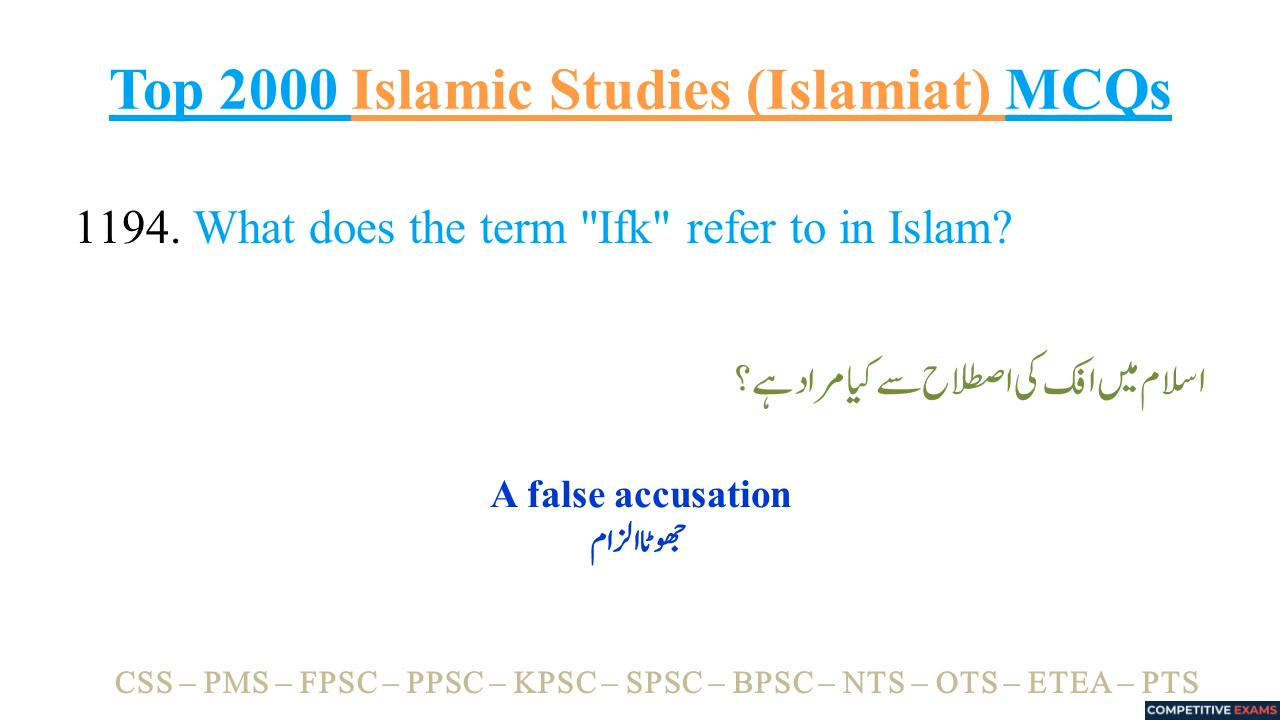 Top 2000 Islamic Studies (Islamiat) MCQs
1194. What does the term "Ifk" refer to in Islam?
اسلام میں افک کی اصطلاح سے کیا مراد ہے؟
A false accusation
جھوٹا الزام
CSS – PMS – FPSC – PPSC – KPSC – SPSC – BPSC – NTS – OTS – ETEA – PTS
COMPETITIVE EXAMS